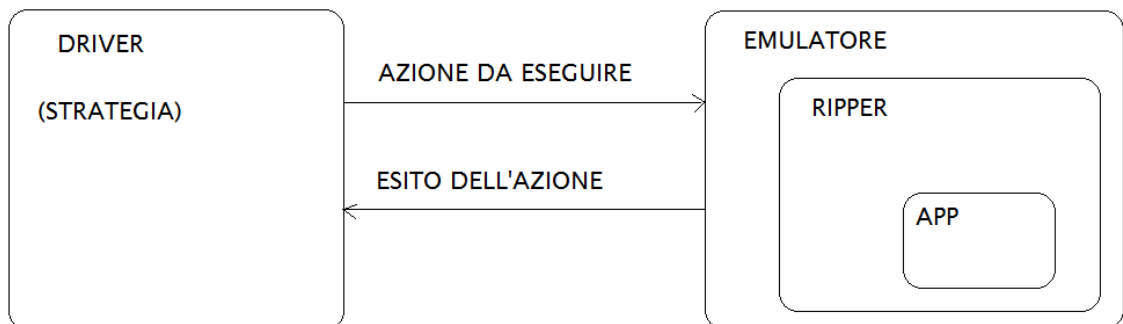 DRIVER
(STRATEGIA)
AZIONE DA ESEGUIRE
ESITO DELL'AZIONE
EMULATORE
RIPPER
APP